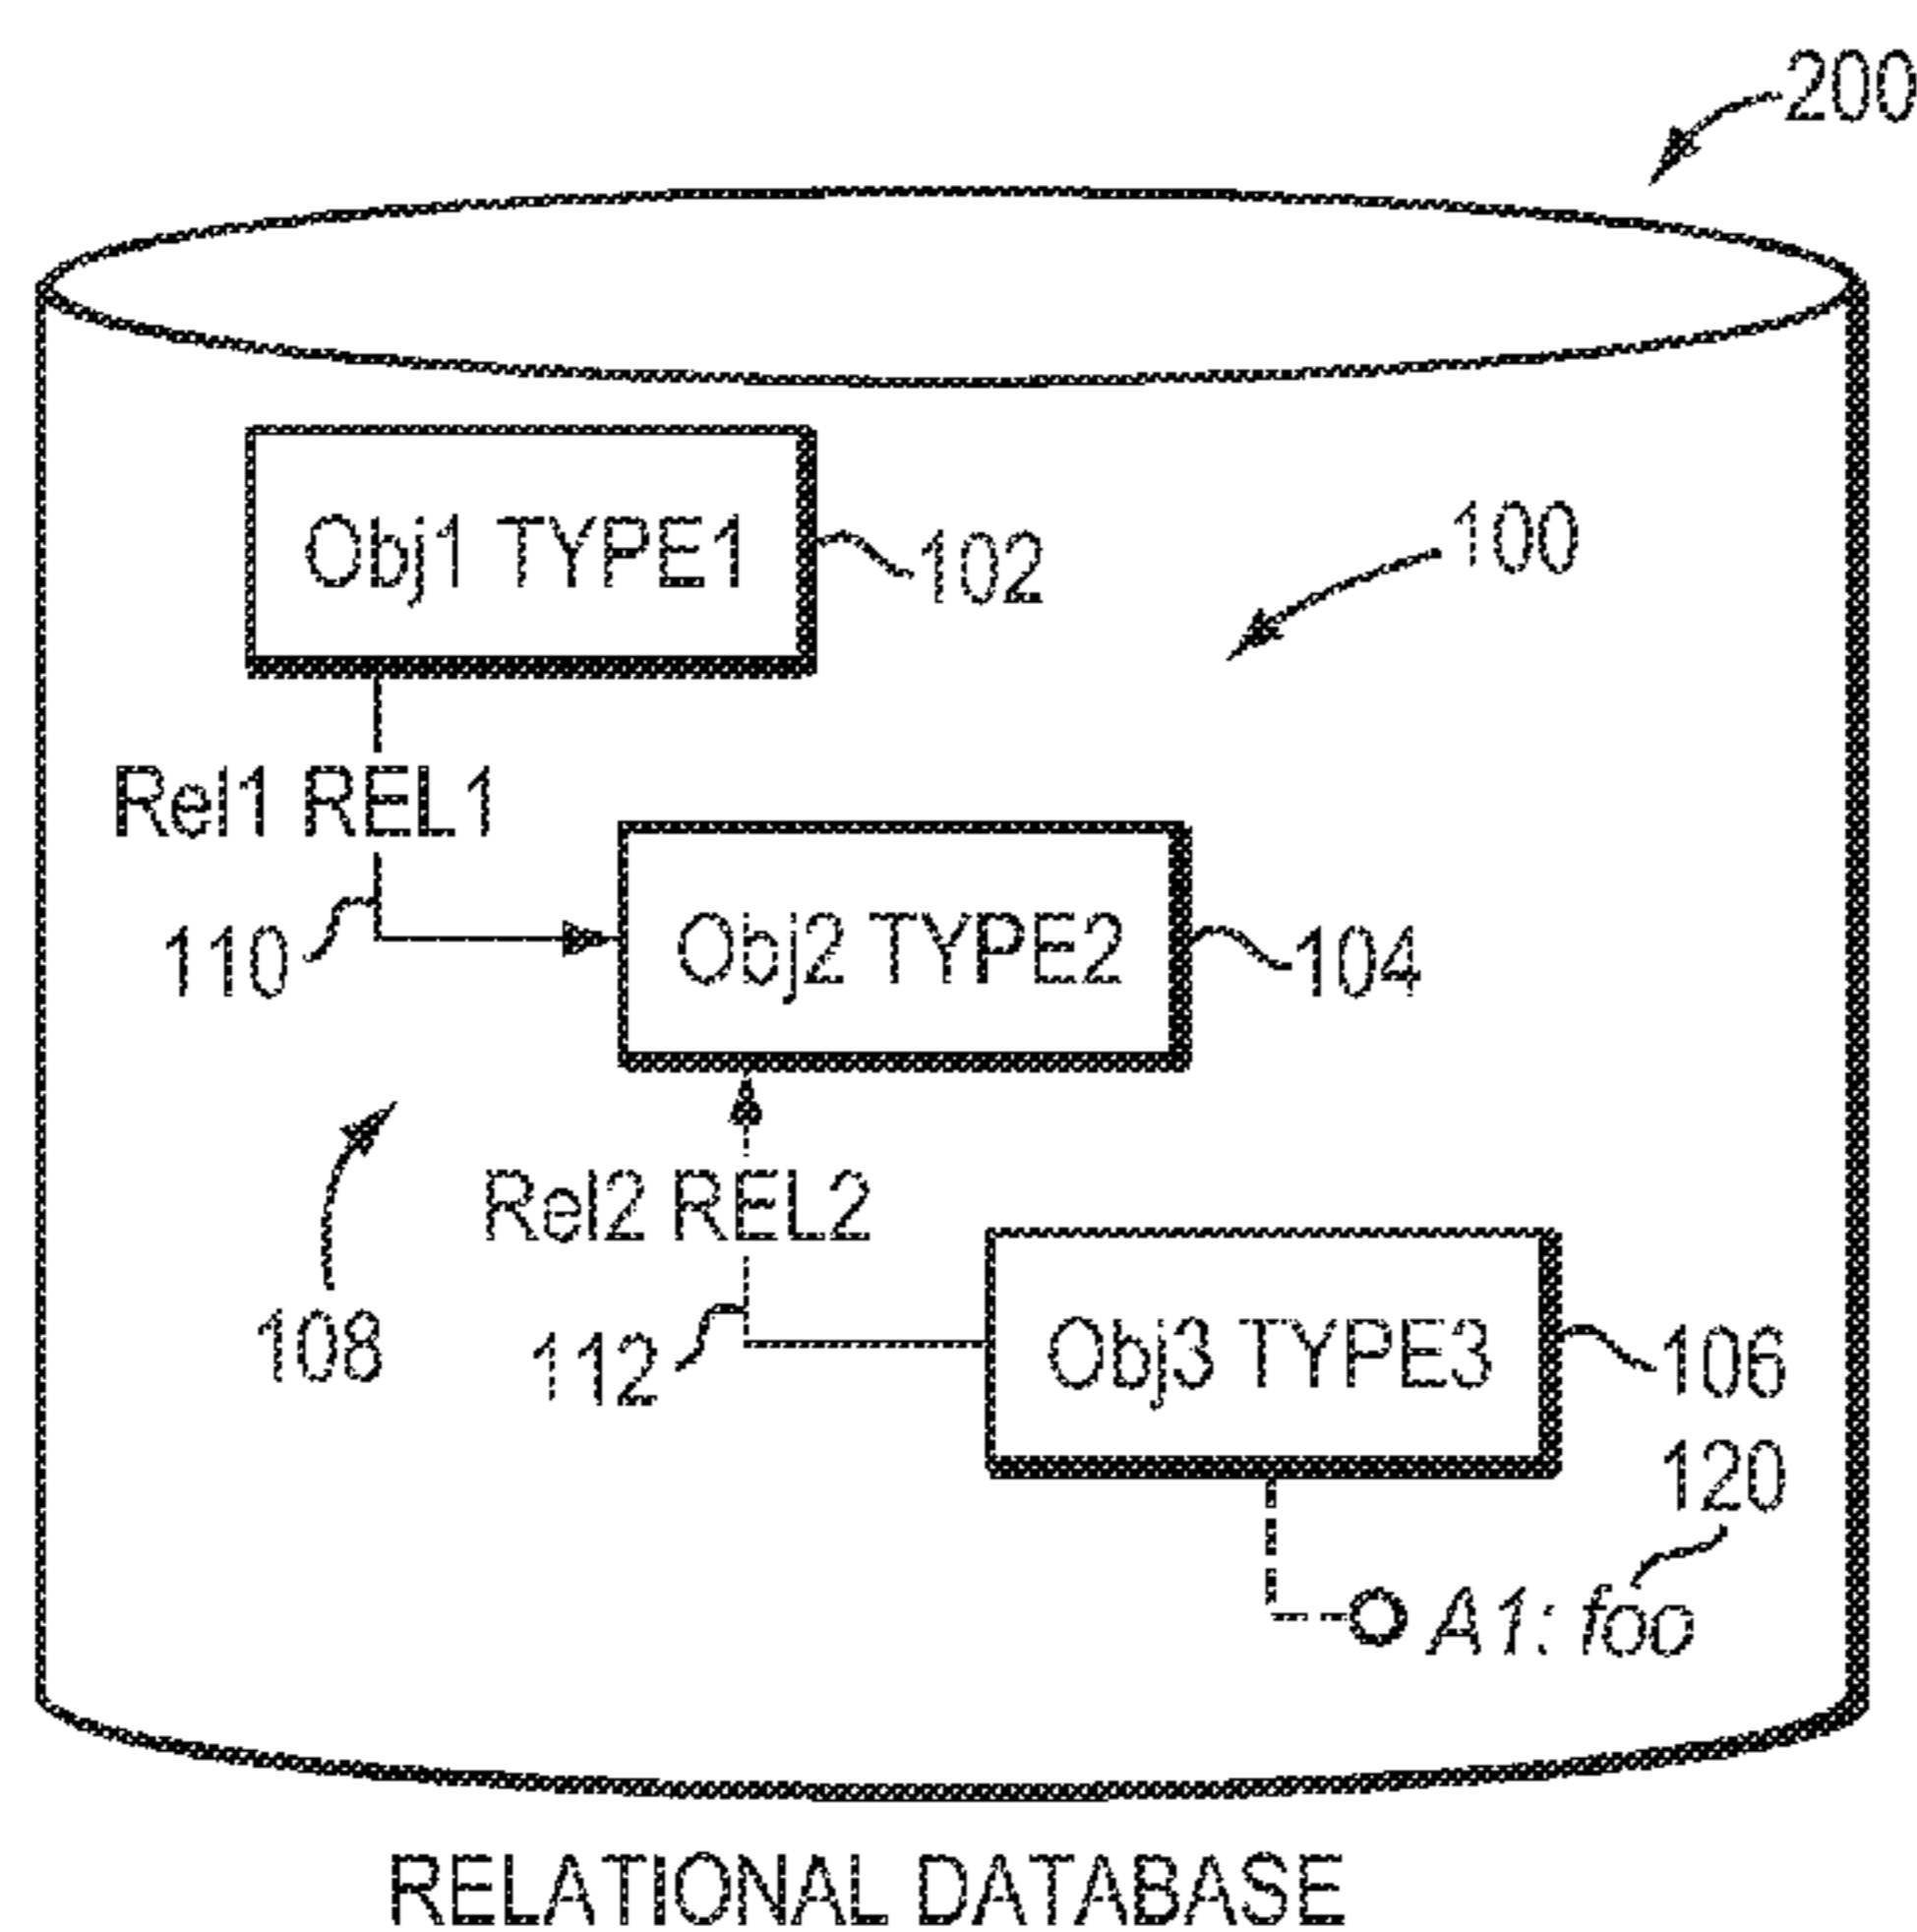 200
Obj1 TYPE1
102
100
Rel1 REL1
110
Obj2 TYPE2
104
108
Rel2 REL2
112
Obj3 TYPE3
106
120
A1: foo
RELATIONAL DATABASE